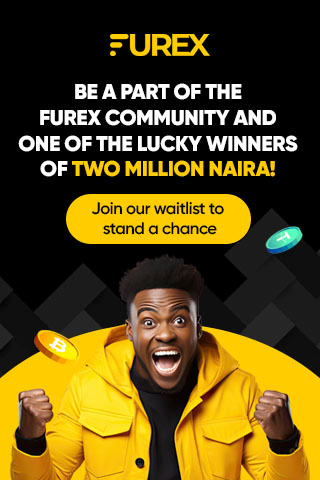 FUREX
BE A PART OF THE
FUREX COMMUNITY AND
ONE OF THE LUCKY WINNERS
OF TWO MILLION NAIRA!
Join our waitlist to
stand a chance